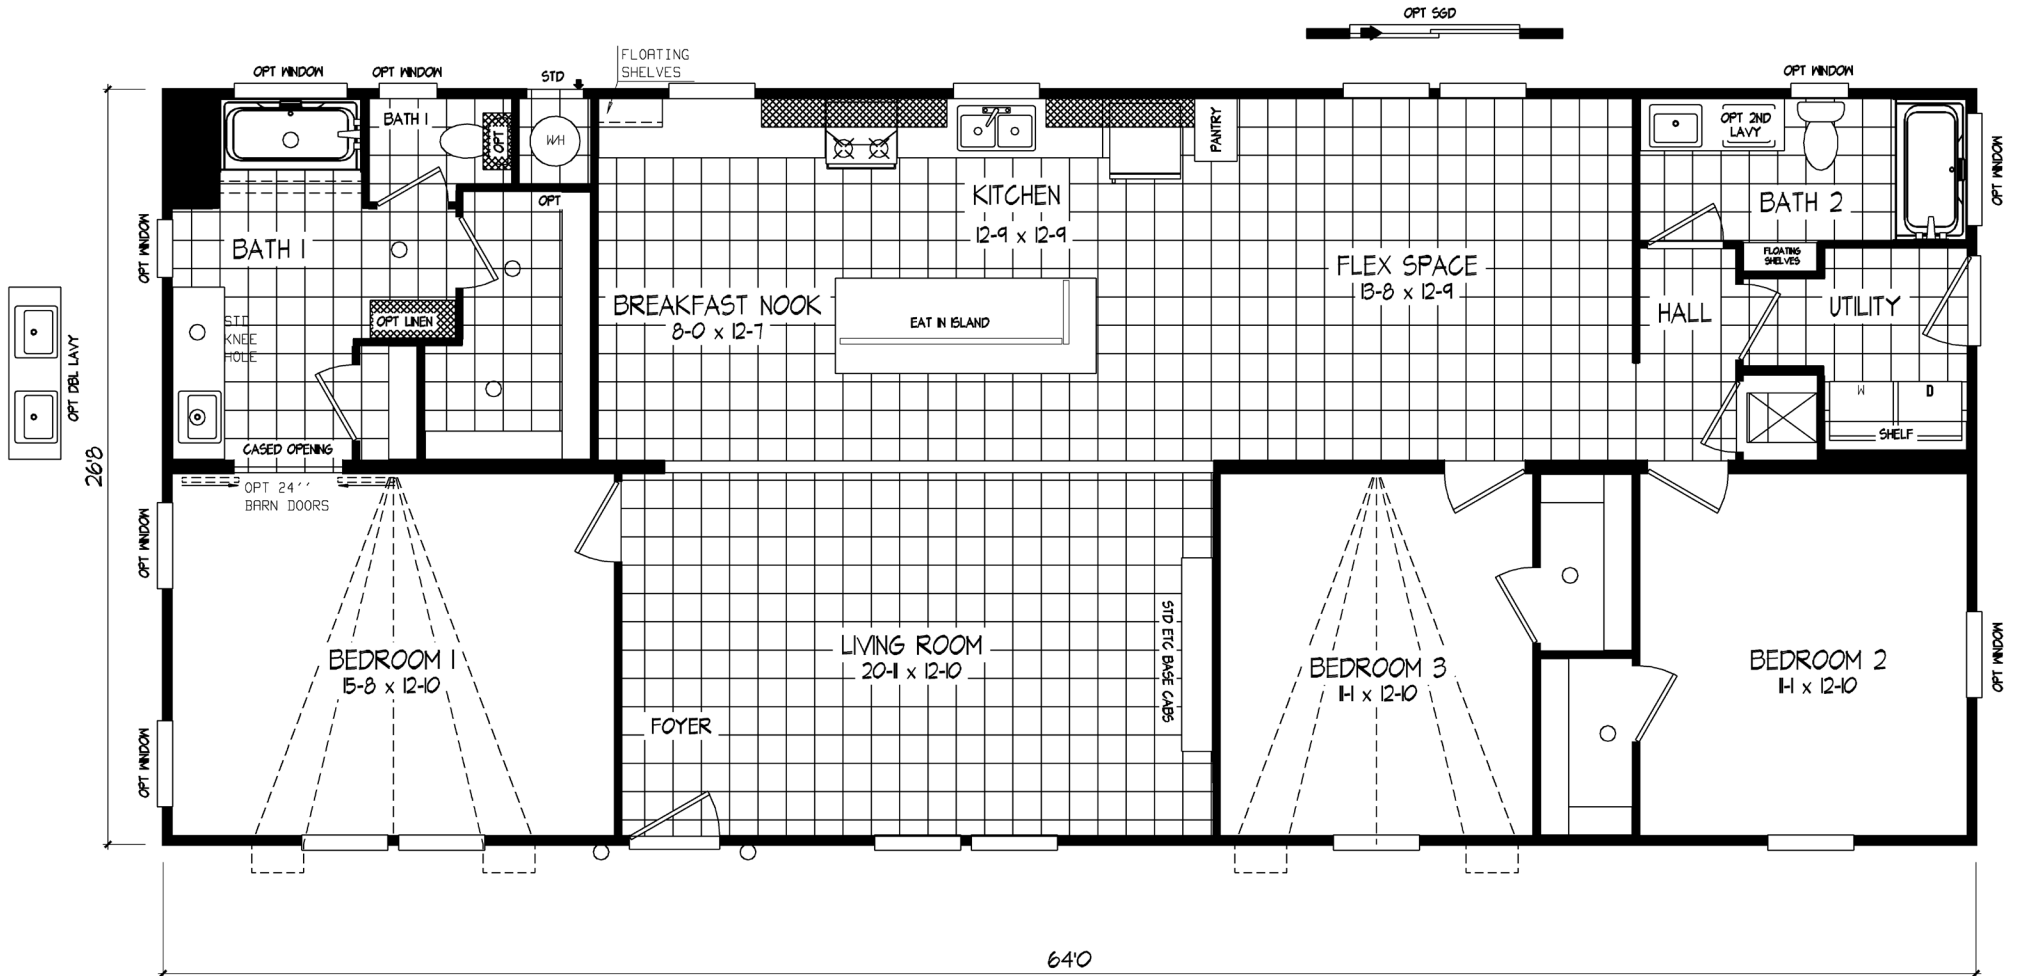 OPT SGD
FLOATING
SHELVES
OPT WINDOW
OPT WINDOW
STD
OPT WINDOW
BATH 1
OPT
WH
PANTRY
OPT 2ND
LAVY
OPT WINDOW
OPT
KITCHEN
12-9 x 12-9
BATH 2
OPT WINDOW
BATH 1
FLOATING
SHELVES
FLEX SPACE
13-8 x 12-9
BREAKFAST NOOK
8-0 x 12-7
EAT IN ISLAND
HALL
UTILITY
OPT LINEN
STD
KNEE
HOLE
OPT DBL LAVY
W
D
SHELF
CASED OPENING
26'8
OPT 24''
BARN DOORS
OPT WINDOW
STD ETC BASE CABS
LIVING ROOM
20-11 x 12-10
BEDROOM 1
15-8 x 12-10
BEDROOM 3
11-1 x 12-10
BEDROOM 2
11-1 x 12-10
OPT WINDOW
FOYER
OPT WINDOW
64'0